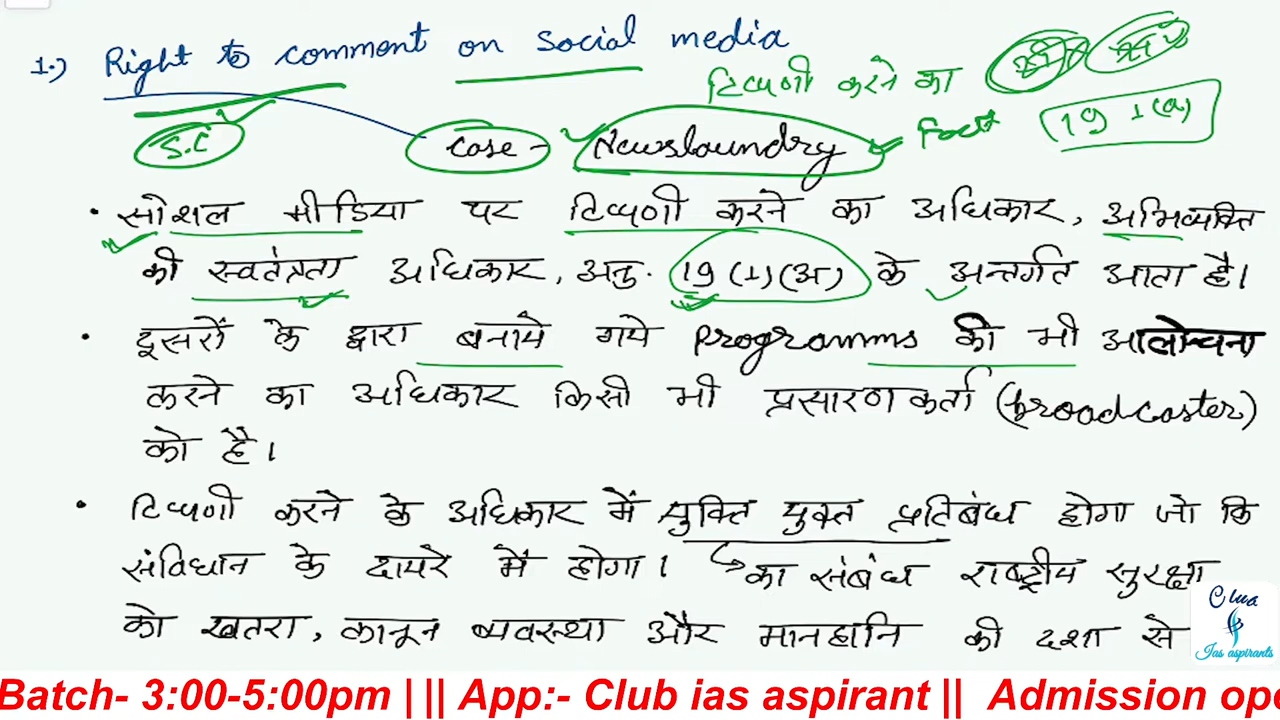 1.) Right to comment on social media
टिप्पणी करने का
S.C Case - Newslaundry Fact 19 1(a)
• सोशल मीडिया पर टिप्पणी करने का अधिकार, अभिव्यक्ति
की स्वतंत्रता अधिकार, अनु. 19 (1) (अ) के अन्तर्गत आता है।
• दूसरों के द्वारा बनाये गये Programms की भी आलोचना
करने का अधिकार किसी भी प्रसारणकर्ता (broadcaster)
को है।
• टिप्पणी करने के अधिकार में युक्ति युक्त प्रतिबंध होगा जो कि
संविधान के दायरे में होगा। का संबंध राष्ट्रीय सुरक्षा
को खतरा, कानून व्यवस्था और मानहानि की दशा से
Club
Ias aspirants
Batch- 3:00-5:00pm | || App:- Club ias aspirant || Admission ope